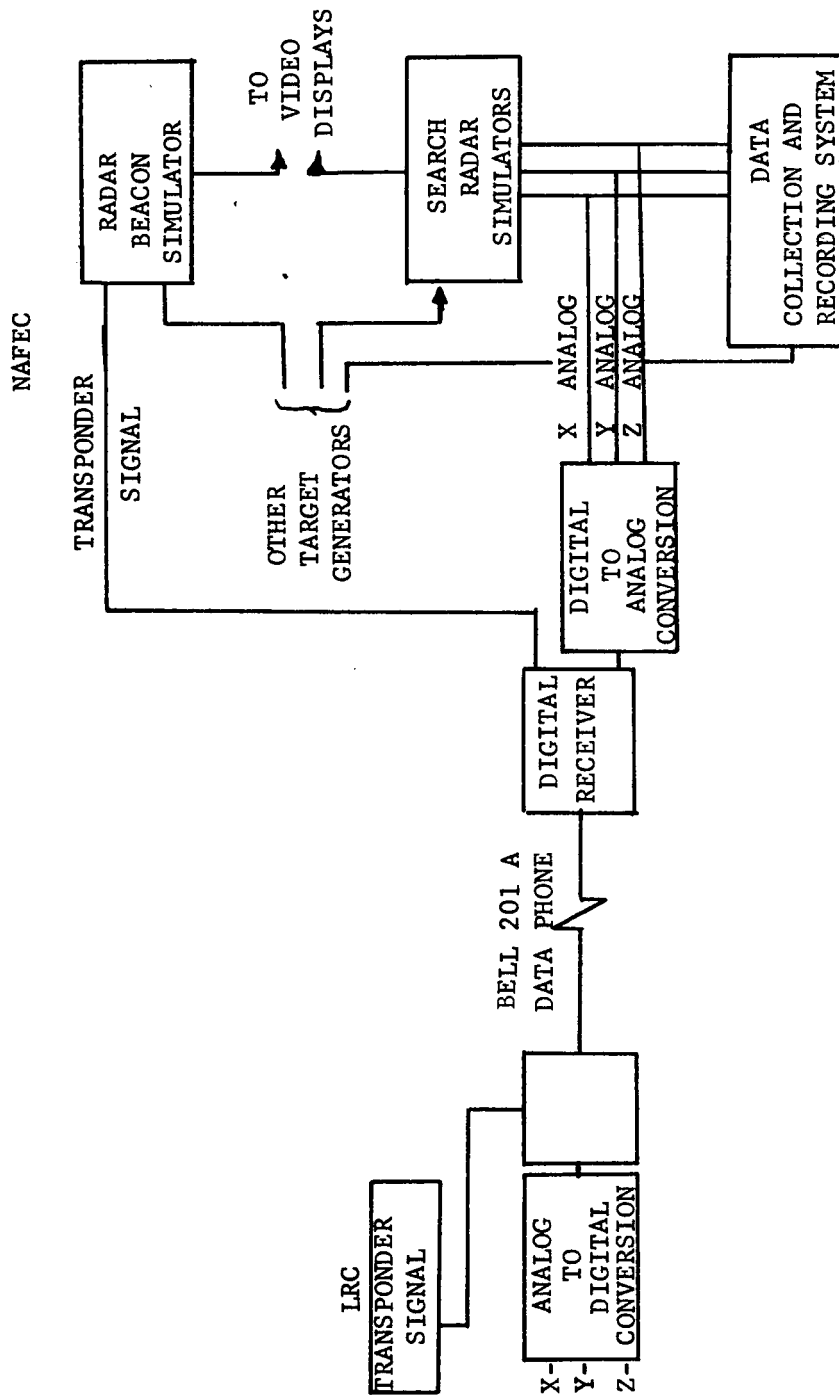 NAFEC
LRC
TRANSPONDER
SIGNAL
X-
Y-
Z-
ANALOG
TO
DIGITAL
CONVERSION
BELL 201 A
DATA PHONE
DIGITAL
RECEIVER
DIGITAL
TO
ANALOG
CONVERSION
TRANSPONDER
SIGNAL
OTHER
TARGET
GENERATORS
X ANALOG
Y ANALOG
Z ANALOG
RADAR
BEACON
SIMULATOR
TO
VIDEO
DISPLAYS
SEARCH
RADAR
SIMULATORS
DATA
COLLECTION AND
RECORDING SYSTEM